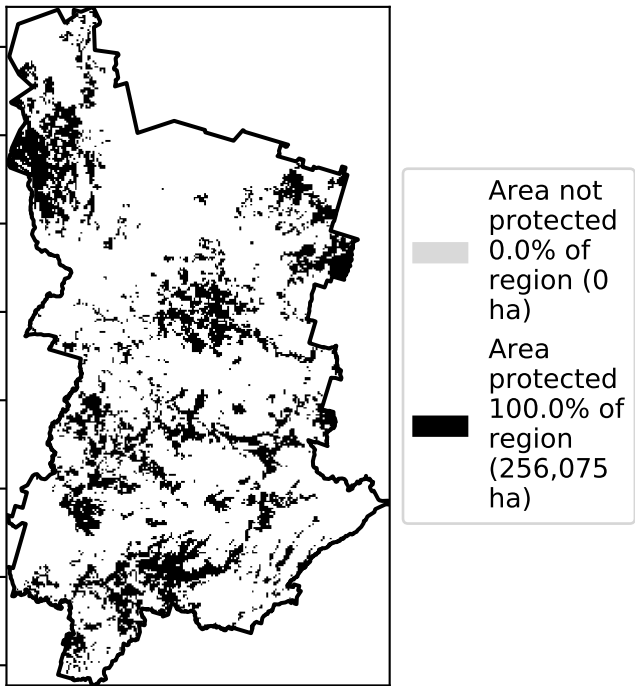 Area not
protected
0.0% of
region (0
ha)
Area
protected
100.0% of
region
(256,075
ha)